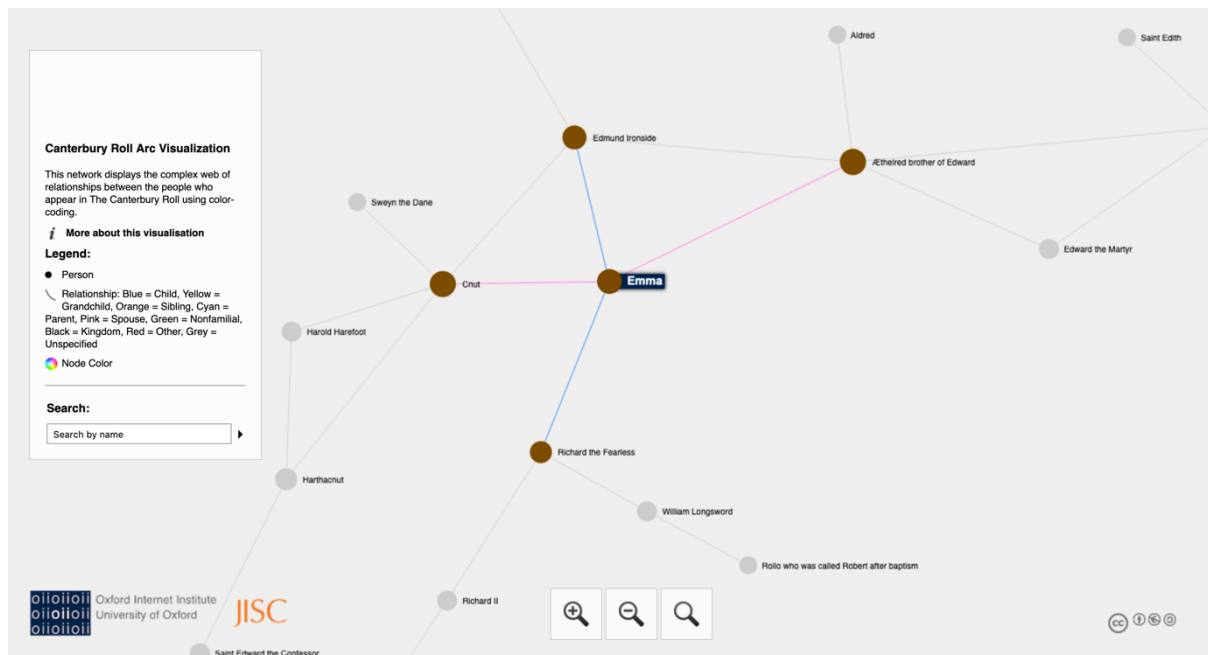 Canterbury Roll Arc Visualization
This network displays the complex web of
relationships between the people who
appear in The Canterbury Roll using color-
coding.
i More about this visualisation
Legend:
Person
Relationship: Blue = Child, Yellow =
Grandchild, Orange = Sibling, Cyan =
Parent, Pink = Spouse, Green = Nonfamilial,
Black = Kingdom, Red = Other, Grey =
Unspecified
Node Color
Search:
Search by name
Aldred
Saint Edith
Edmund Ironside
Ætheired brother of Edward
Sweyn the Dane
Edward the Martyr
Emma
Cnut
Harold Harefoot
Richard the Fearless
Harthacnut
William Longsword
Rollo who was called Robert after baptism
Richard II
Saint Edward the Confessor
oiioiioii
oiioiioii
oiioiioii
Oxford Internet Institute
University of Oxford
JISC
cc